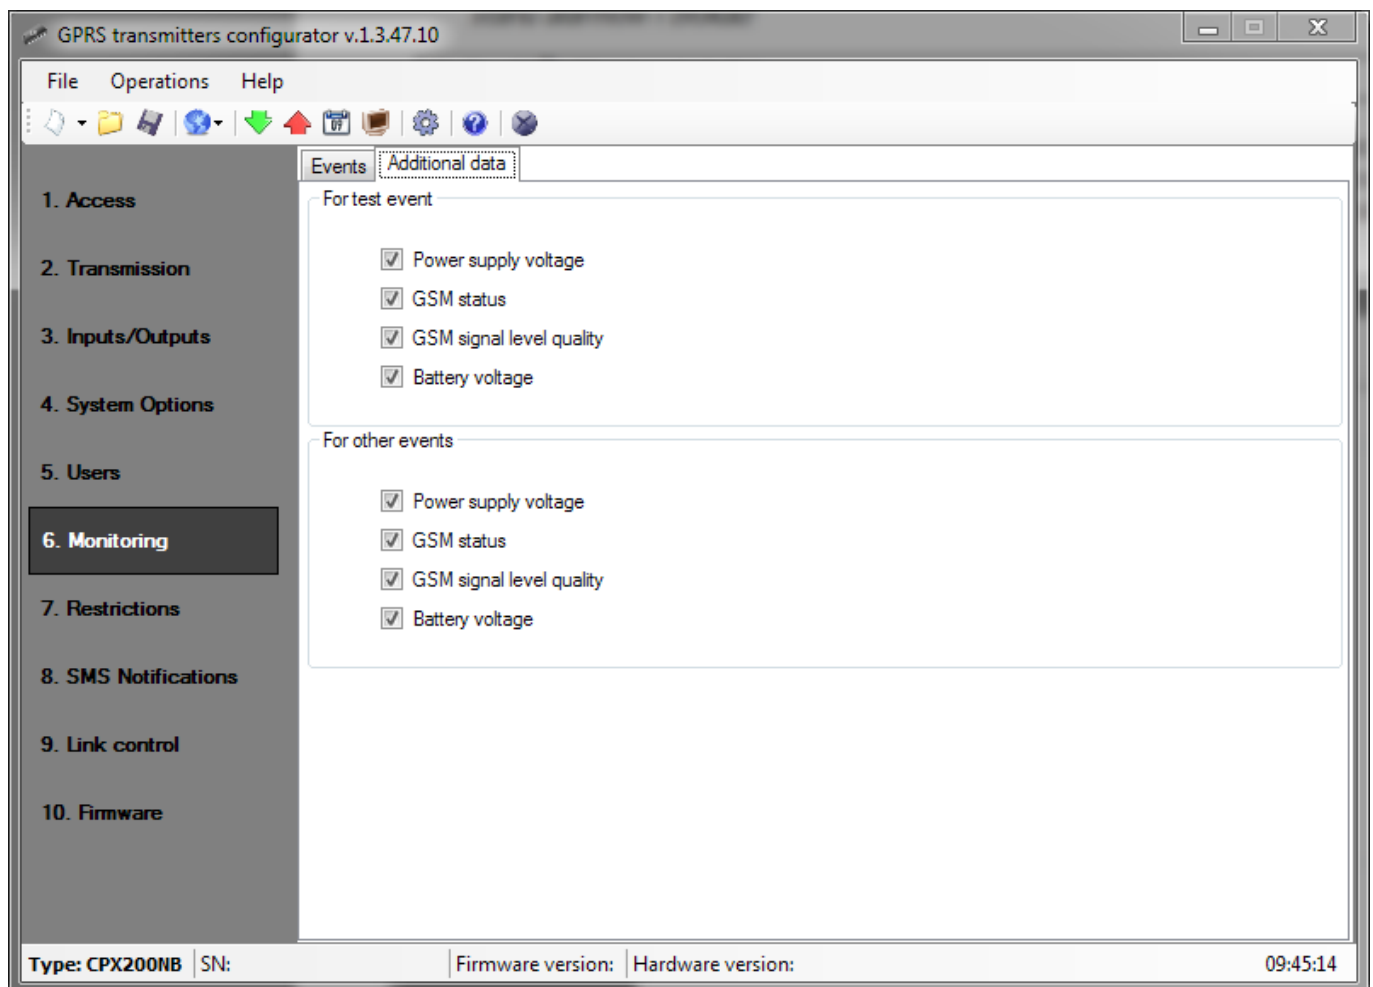 GPRS transmitters configurator v.1.3.47.10
File Operations Help
Events Additional data
1. Access
2. Transmission
3. Inputs/Outputs
4. System Options
5. Users
6. Monitoring
7. Restrictions
8. SMS Notifications
9. Link control
10. Firmware
For test event
Power supply voltage
GSM status
GSM signal level quality
Battery voltage
For other events
Power supply voltage
GSM status
GSM signal level quality
Battery voltage
Type: CPX200NB SN: Firmware version: Hardware version: 09:45:14